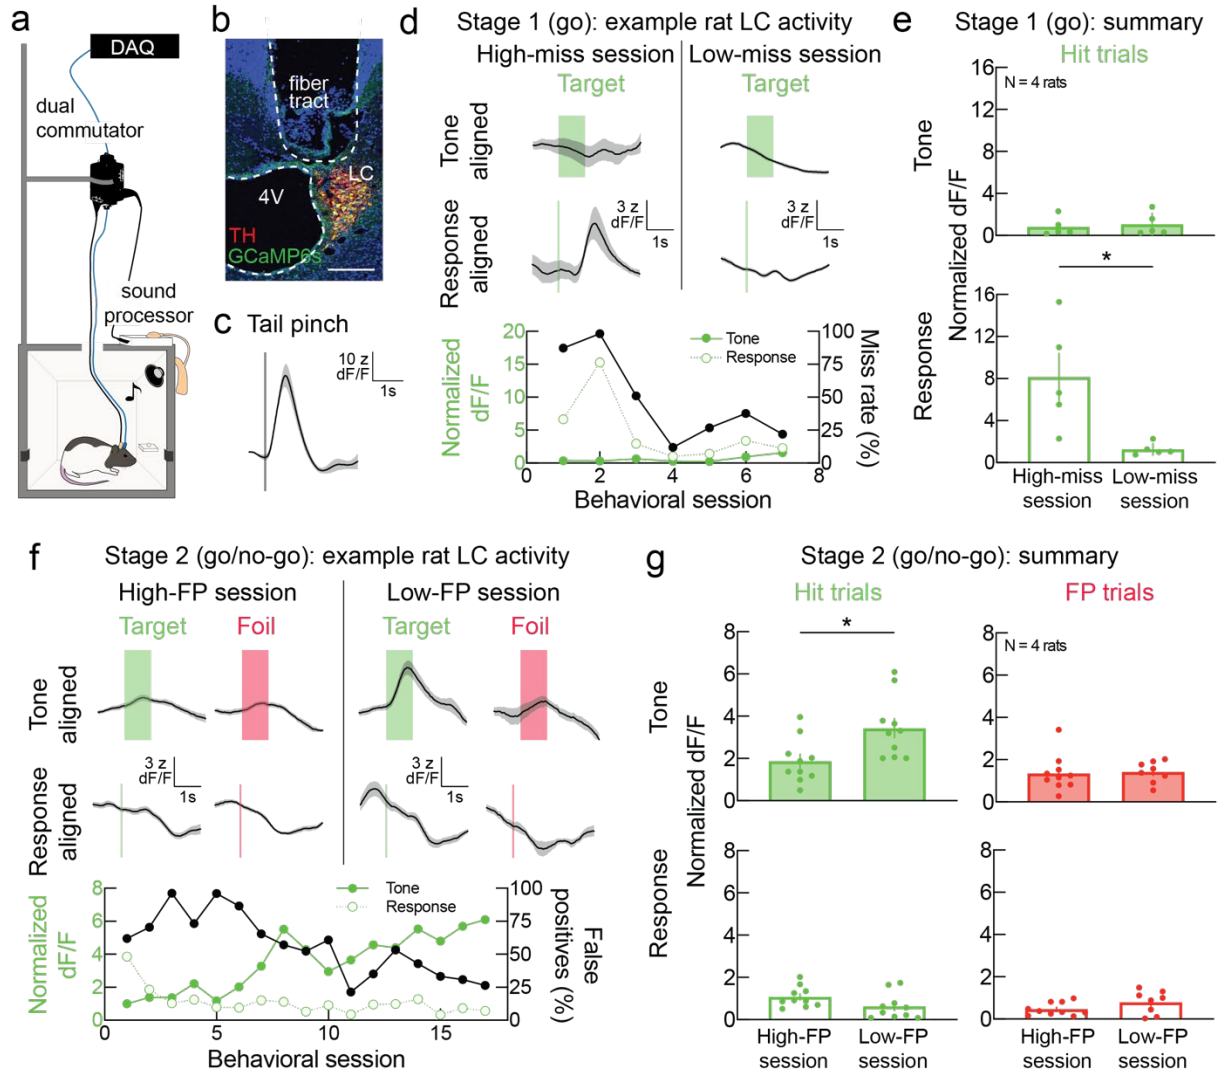 a
DAQ
dual
commutator
sound
processor
b
fiber
tract
LC
4V
TH
GCaMP6s
c
Tail pinch
10 z
dF/F
1s
d
Stage 1 (go): example rat LC activity
High-miss session
Low-miss session
Target
Target
Tone
aligned
Response
aligned
3 z
dF/F
1s
3 z
dF/F
1s
Normalized
dF/F
20
15
10
5
0
Tone
Response
100
75
50
25
0
Miss rate (%)
0 2 4 6 8
Behavioral session
e
Stage 1 (go): summary
Hit trials
N = 4 rats
Tone
Response
Normalized dF/F
16
12
8
4
0
*
16
12
8
4
0
High-miss
session
Low-miss
session
f
Stage 2 (go/no-go): example rat LC activity
High-FP session
Low-FP session
Target
Foil
Target
Foil
Tone
aligned
Response
aligned
3 z
dF/F
1s
3 z
dF/F
1s
Normalized
dF/F
8
6
4
2
0
Tone
Response
100
75
50
25
0
False
positives (%)
0 5 10 15
Behavioral session
g
Stage 2 (go/no-go): summary
Hit trials
FP trials
*
N = 4 rats
Tone
Response
Normalized dF/F
8
6
4
2
0
8
6
4
2
0
8
6
4
2
0
8
6
4
2
0
High-FP
session
Low-FP
session
High-FP
session
Low-FP
session